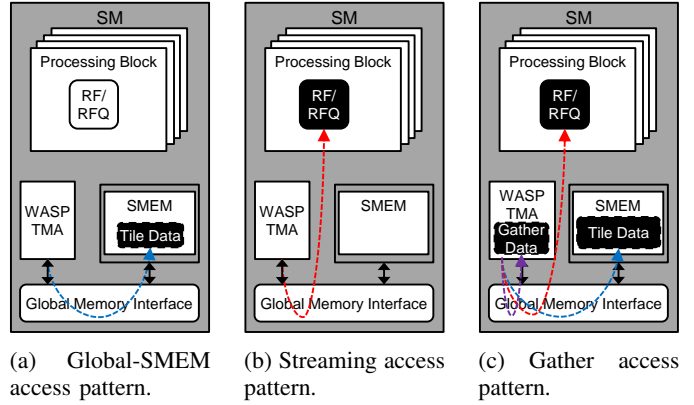 SM
Processing Block
RF/
RFQ
WASP
TMA
SMEM
Tile Data
Global Memory Interface
(a) Global-SMEM
access pattern.
SM
Processing Block
RF/
RFQ
WASP
TMA
SMEM
Global Memory Interface
(b) Streaming access
pattern.
SM
Processing Block
RF/
RFQ
WASP
TMA
Gather
Data
SMEM
Tile Data
Global Memory Interface
(c) Gather access
pattern.